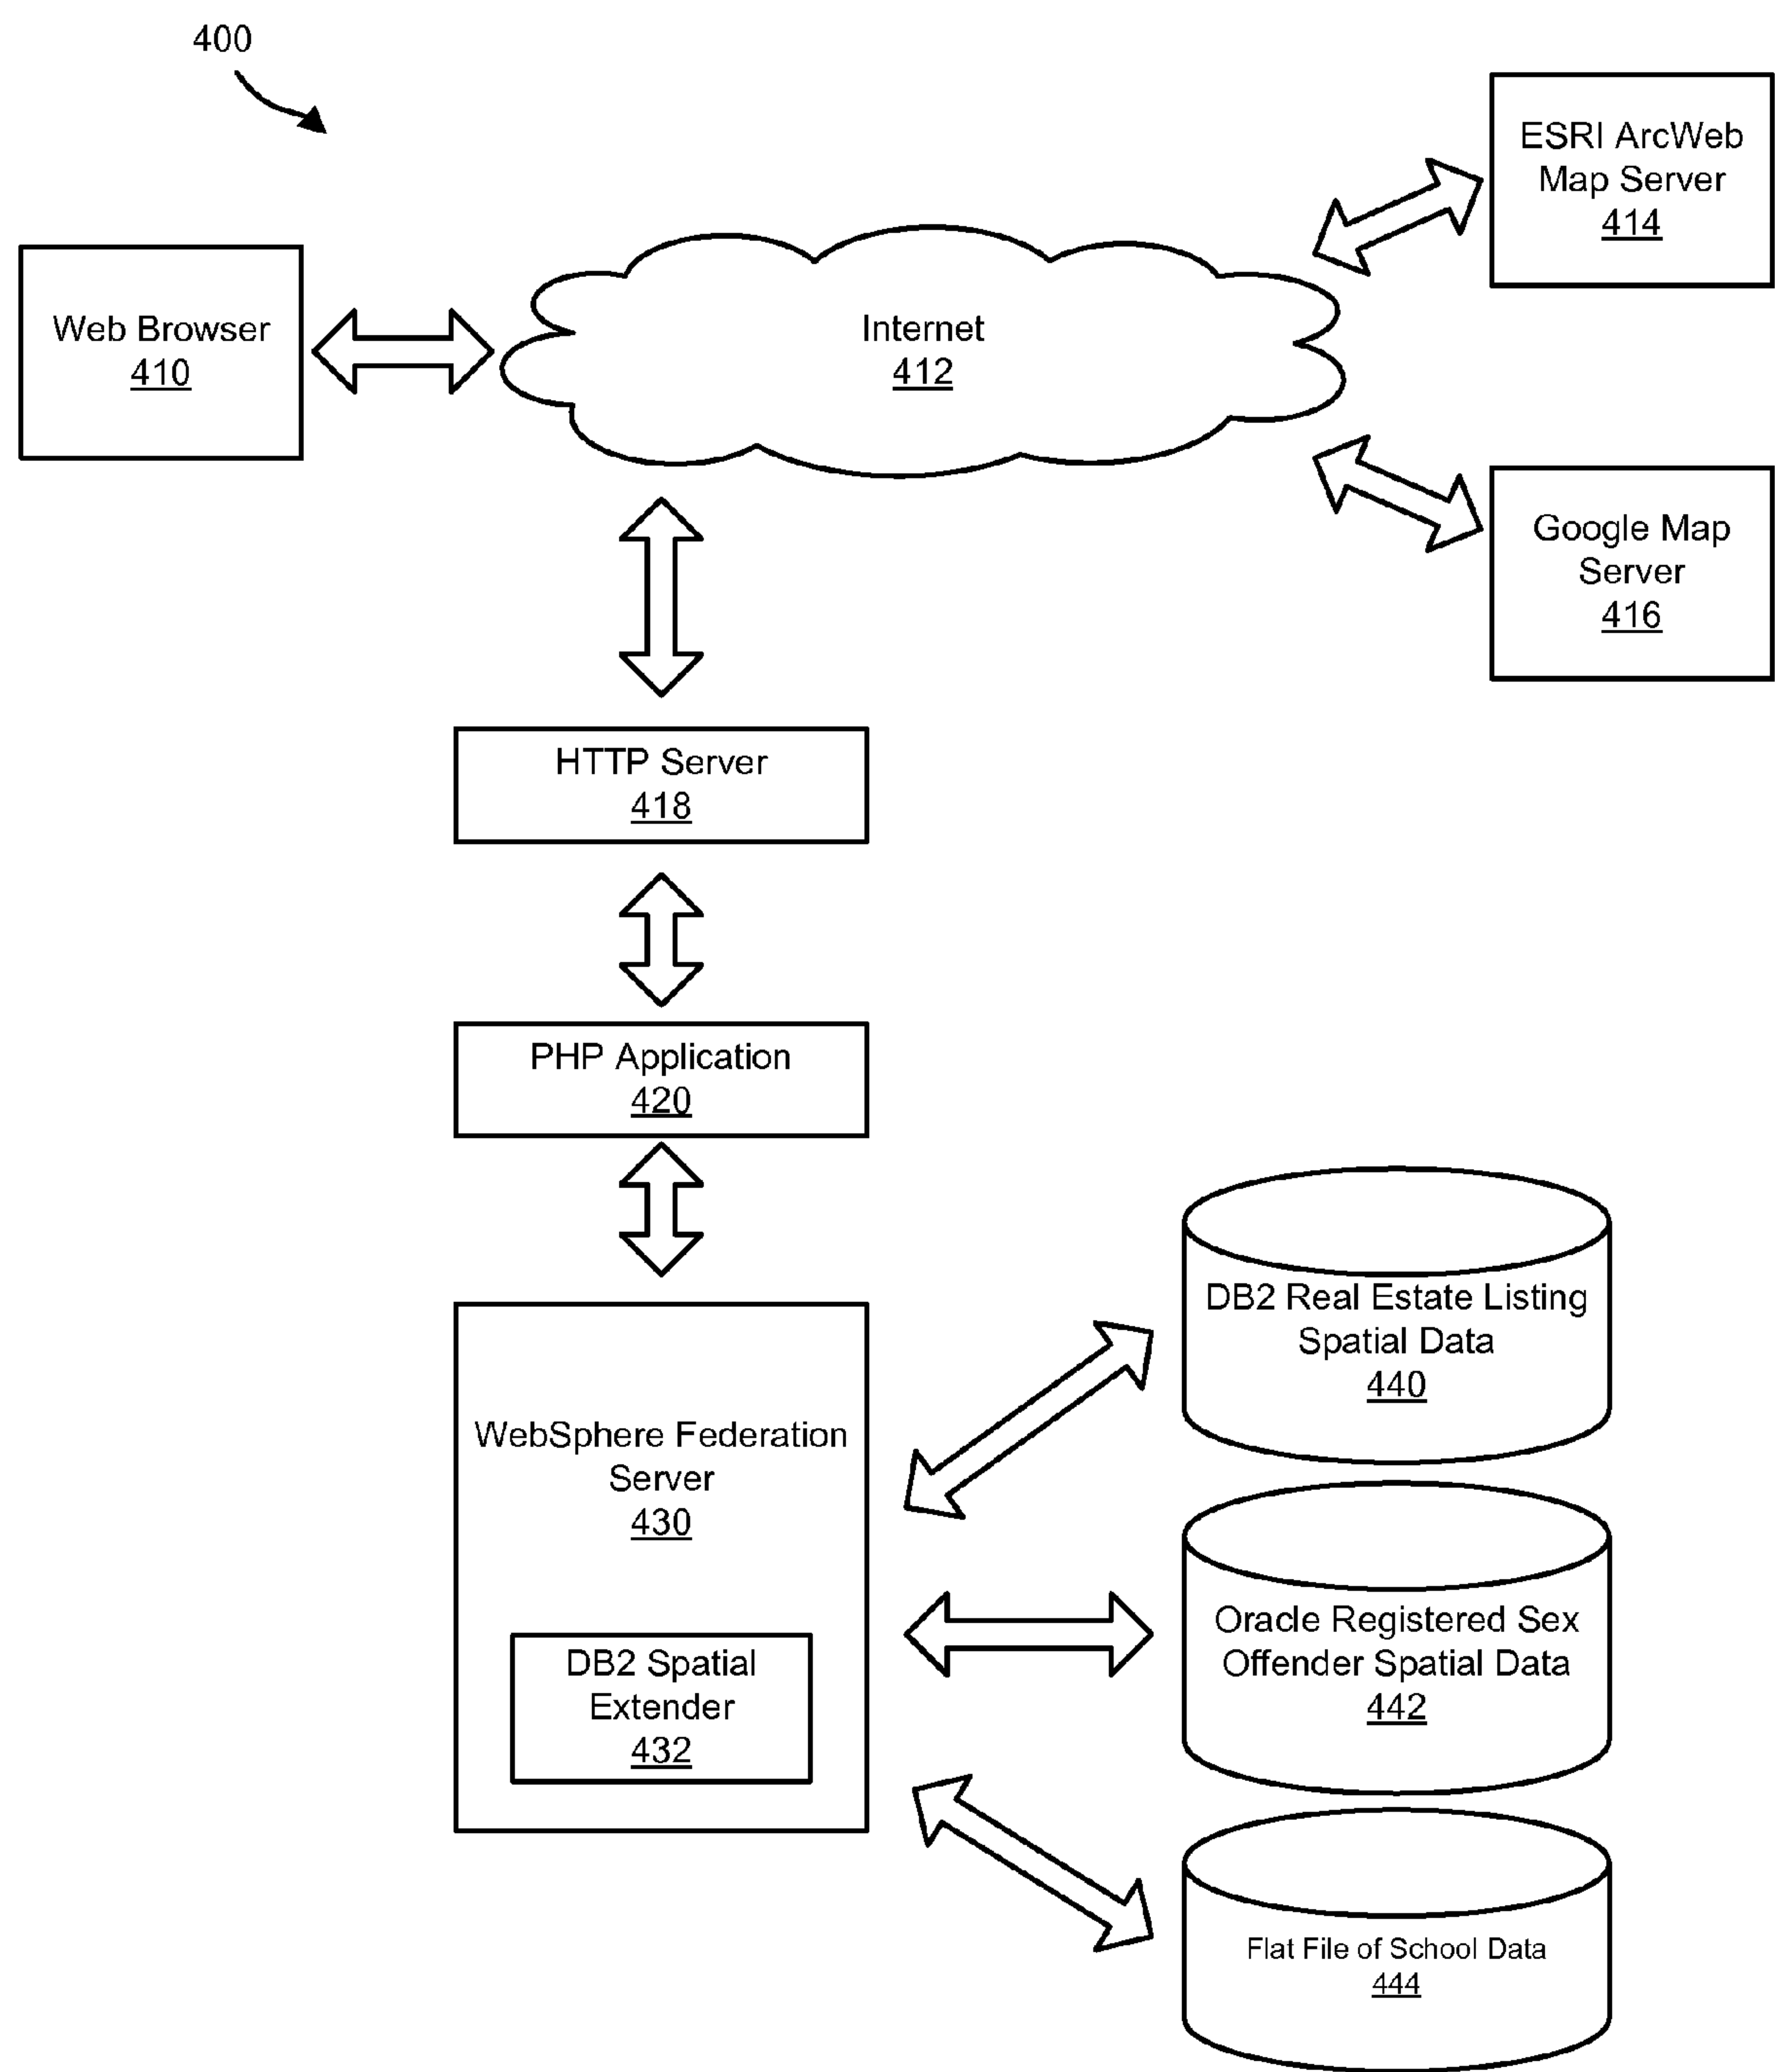 400
ESRI ArcWeb
Map Server
414
Web Browser
410
Internet
412
Google Map
Server
416
HTTP Server
418
PHP Application
420
WebSphere Federation
Server
430
DB2 Spatial
Extender
432
DB2 Real Estate Listing
Spatial Data
440
Oracle Registered Sex
Offender Spatial Data
442
Flat File of School Data
444